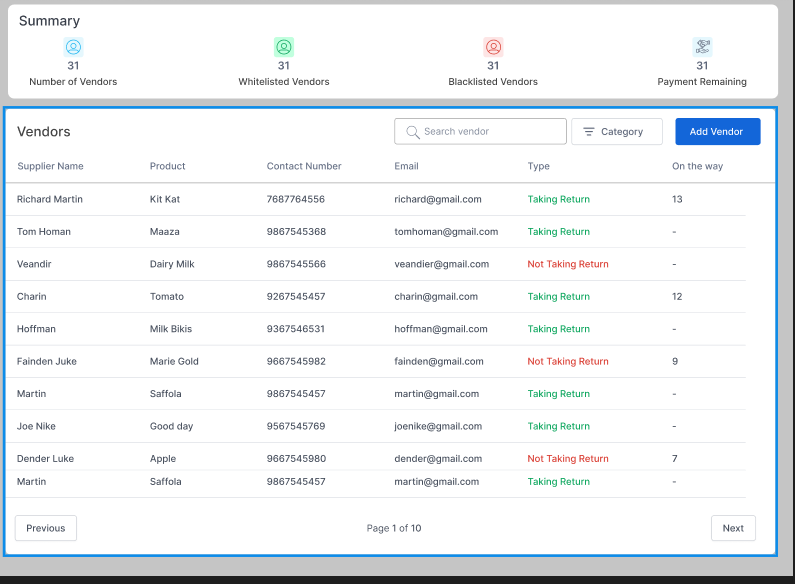 Summary
31 31 31 31
Number of Vendors Whitelisted Vendors Blacklisted Vendors Payment Remaining
Vendors Search vendor Category Add Vendor
Supplier Name Product Contact Number Email Type On the way
Richard Martin Kit Kat 7687764556 richard@gmail.com Taking Return 13
Tom Homan Maaza 9867545368 tomhoman@gmail.com Taking Return -
Veandir Dairy Milk 9867545566 veandier@gmail.com Not Taking Return -
Charin Tomato 9267545457 charin@gmail.com Taking Return 12
Hoffman Milk Bikis 9367546531 hoffman@gmail.com Taking Return -
Fainden Juke Marie Gold 9667545982 fainden@gmail.com Not Taking Return 9
Martin Saffola 9867545457 martin@gmail.com Taking Return -
Joe Nike Good day 9567545769 joenike@gmail.com Taking Return -
Dender Luke Apple 9667545980 dender@gmail.com Not Taking Return 7
Martin Saffola 9867545457 martin@gmail.com Taking Return -
Previous Page 1 of 10 Next